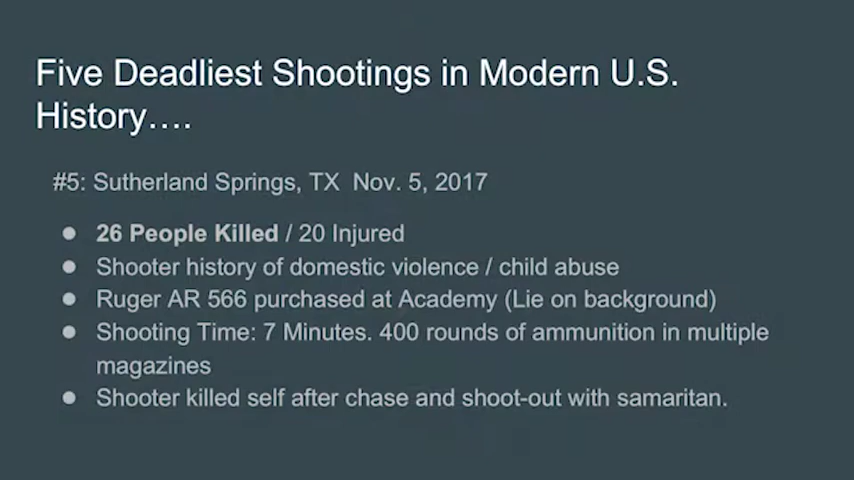 Five Deadliest Shootings in Modern U.S.
History….
#5: Sutherland Springs, TX  Nov. 5, 2017
● 26 People Killed / 20 Injured
● Shooter history of domestic violence / child abuse
● Ruger AR 566 purchased at Academy (Lie on background)
● Shooting Time: 7 Minutes. 400 rounds of ammunition in multiple
magazines
● Shooter killed self after chase and shoot-out with samaritan.